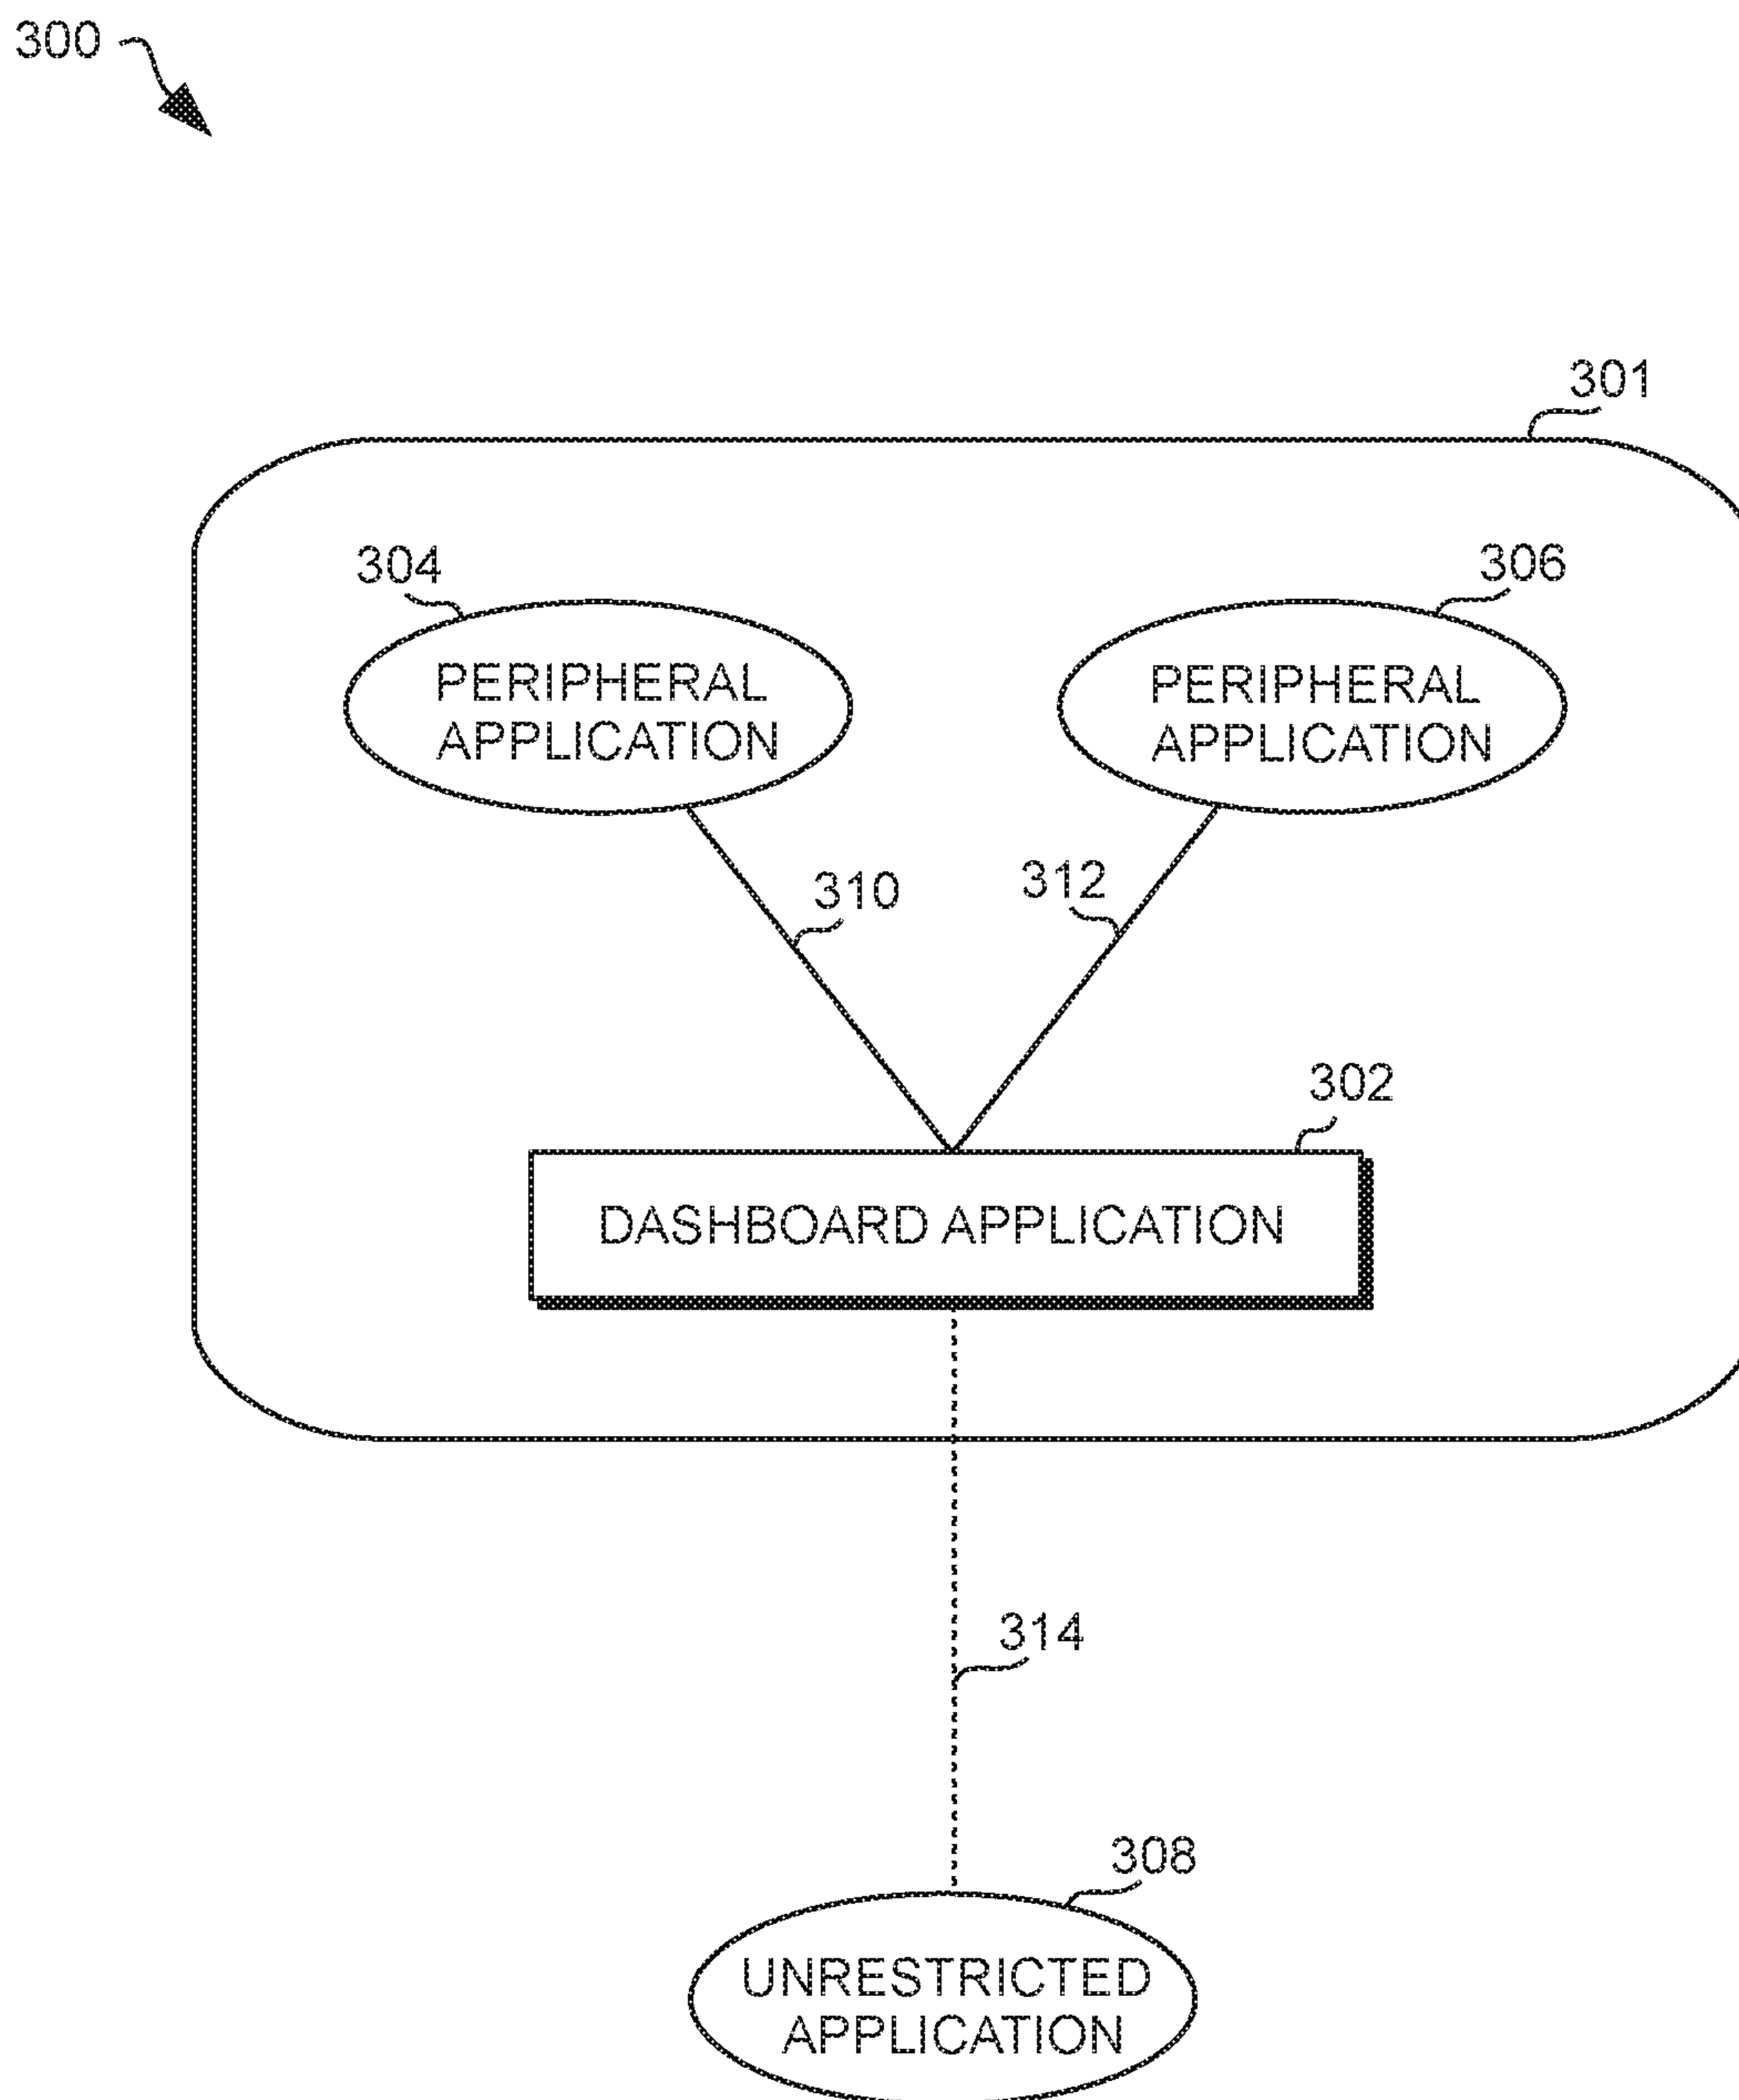 300
301
304
306
PERIPHERAL
APPLICATION
PERIPHERAL
APPLICATION
310
312
302
DASHBOARD APPLICATION
314
308
UNRESTRICTED
APPLICATION